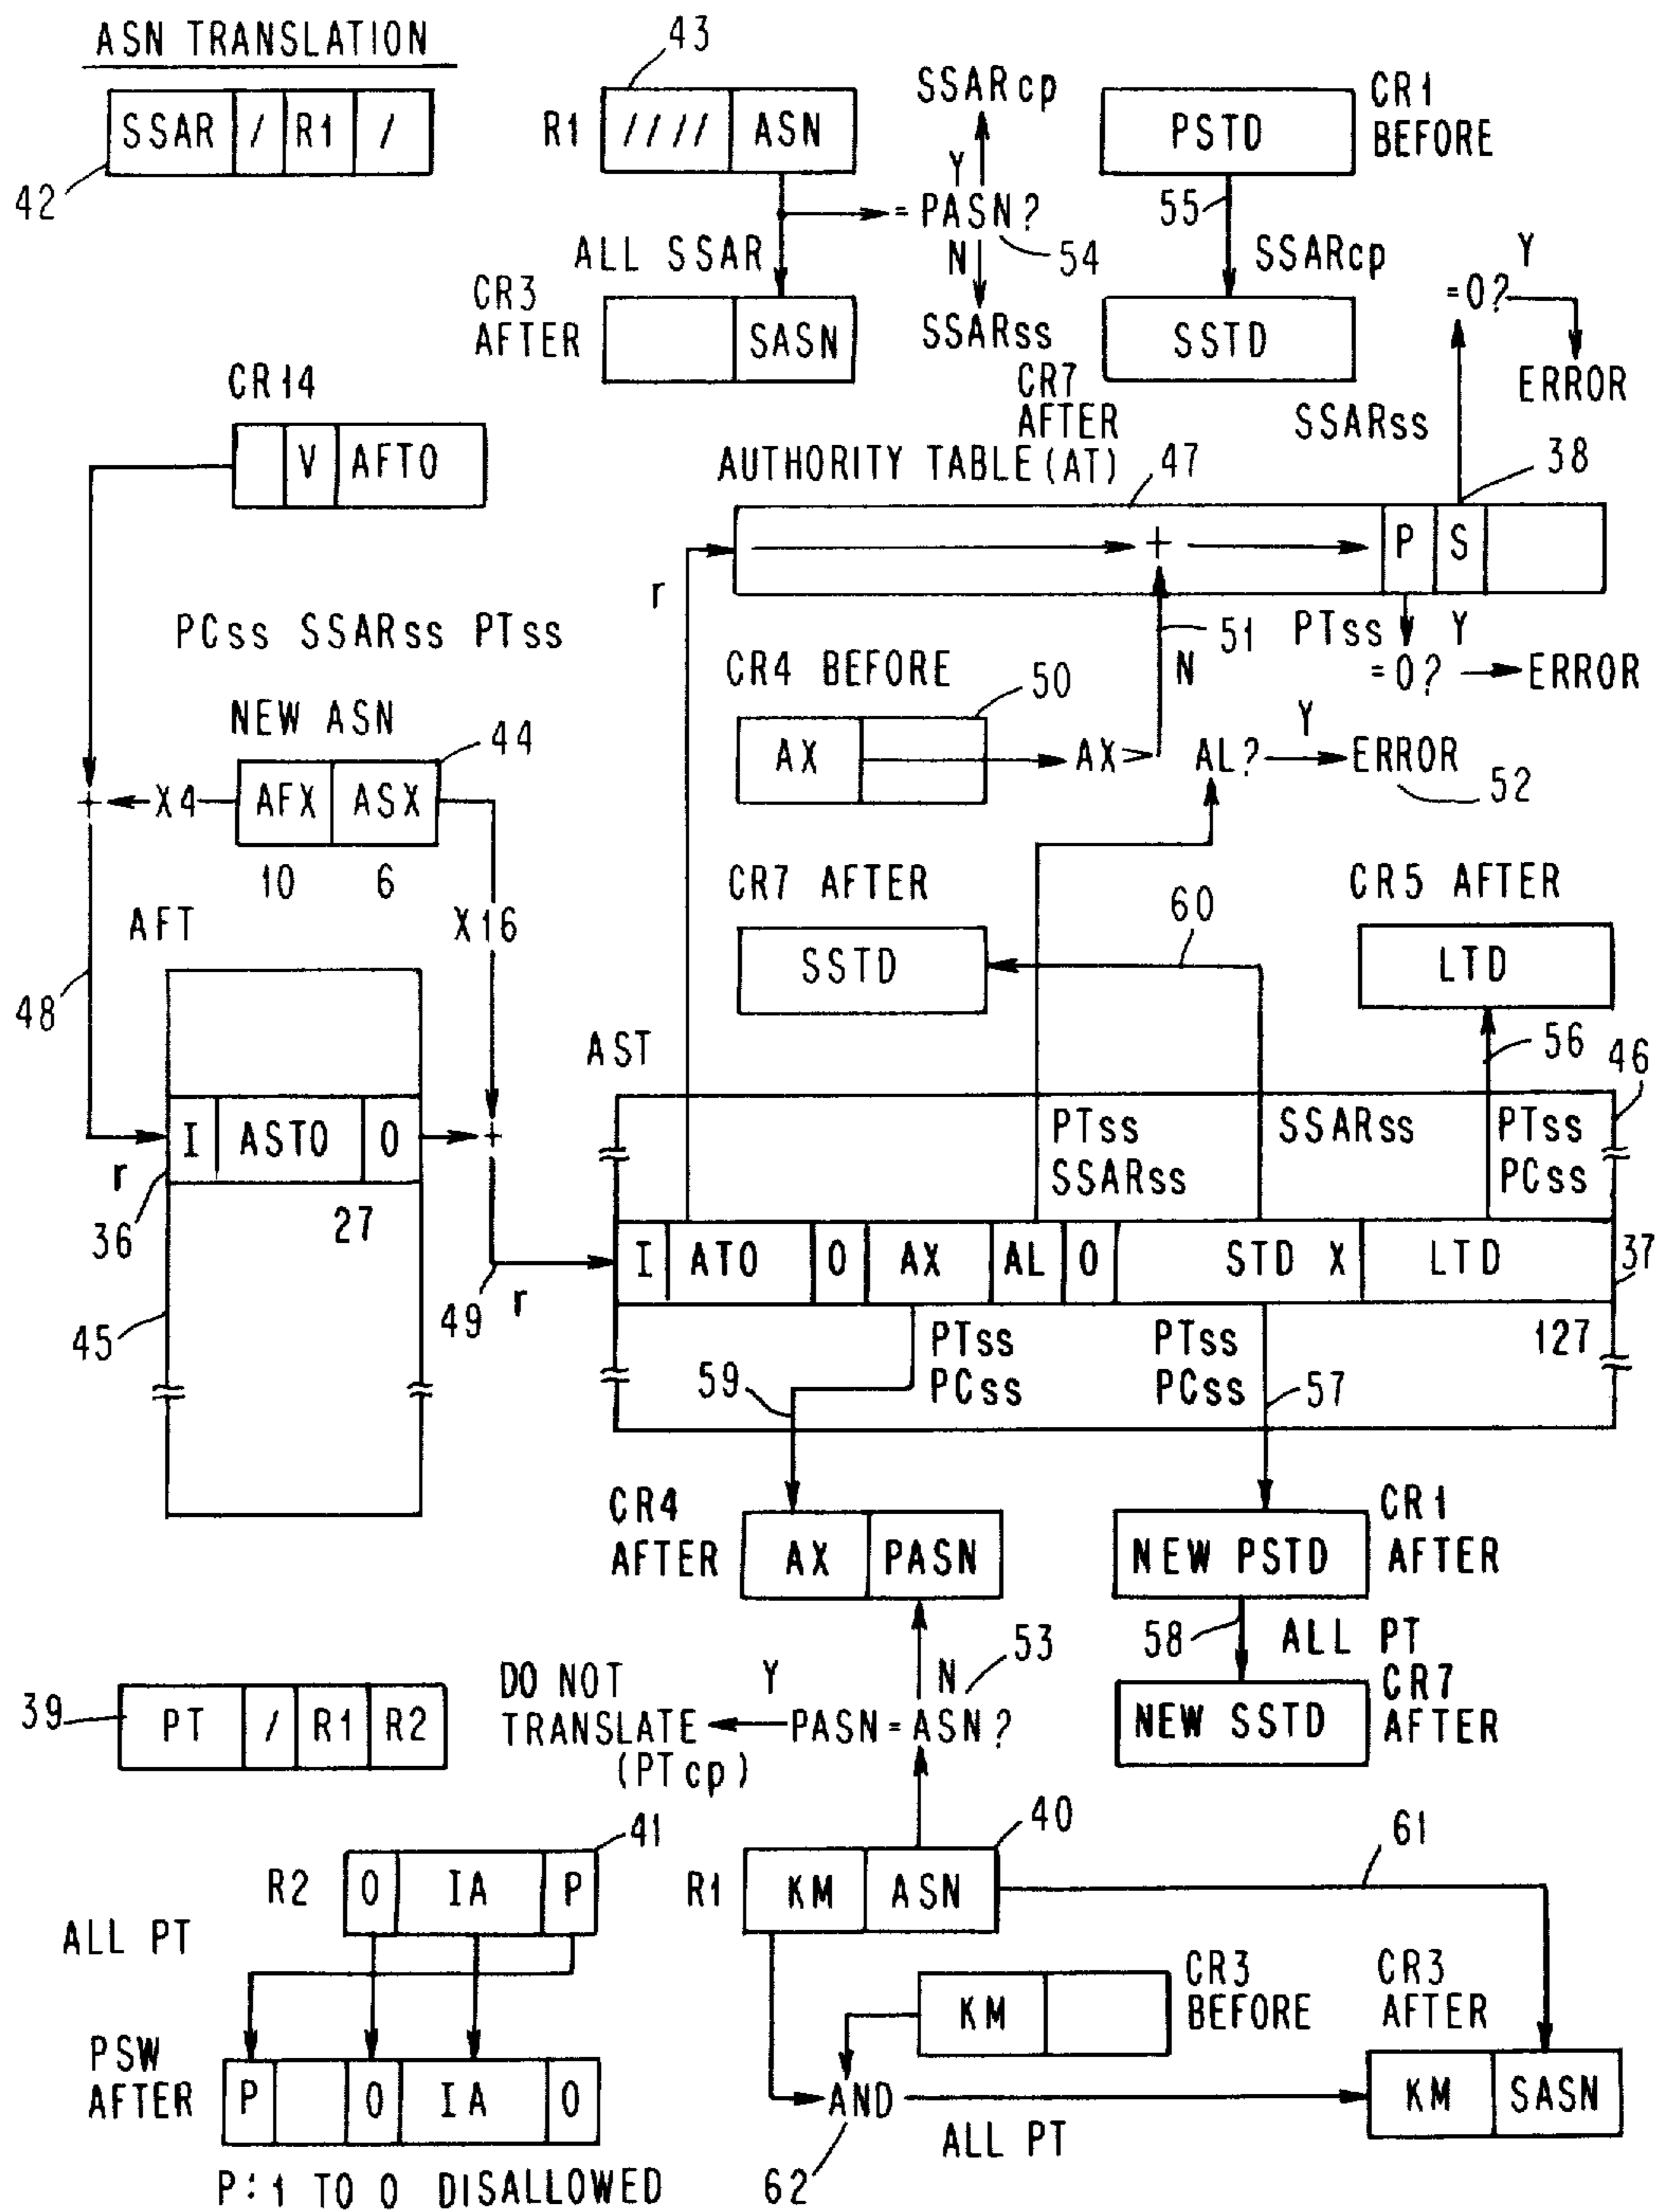 ASN TRANSLATION
SSAR / R1 /
42
43
R1 //// ASN
ALL SSAR
CR3
AFTER
SASN
SSARcp
Y
= PASN?
54
N
SSARss
PSTD
CR1
BEFORE
55
SSARcp
SSTD
CR7
AFTER
Y
=0?
ERROR
SSARss
38
CR14
V AFTO
AUTHORITY TABLE (AT)
47
+ P S
r
51
N
PTss Y
=0? ERROR
PCss SSARss PTss
CR4 BEFORE
50
AX
AX > AL?
Y
ERROR
52
NEW ASN
44
+ X4 AFX ASX
10 6
X16
AFT
48
CR7 AFTER
SSTD
60
CR5 AFTER
LTD
56
46
AST
I ASTO 0 +
r
36
27
45
49
r
PTss
SSARss
SSARss
PTss
PCss
I ATO 0 AX AL 0 STD X LTD
37
127
PTss
PCss
59
PTss
PCss
57
CR4
AFTER
AX PASN
NEW PSTD
CR1
AFTER
58
ALL PT
NEW SSTD
CR7
AFTER
39
PT / R1 R2
DO NOT
TRANSLATE
(PTcp)
Y
N
53
PASN = ASN?
41
R2 0 IA P
ALL PT
PSW
AFTER
P 0 IA 0
P:1 TO 0 DISALLOWED
40
R1 KM ASN
61
KM
CR3
BEFORE
CR3
AFTER
AND
62
ALL PT
KM SASN